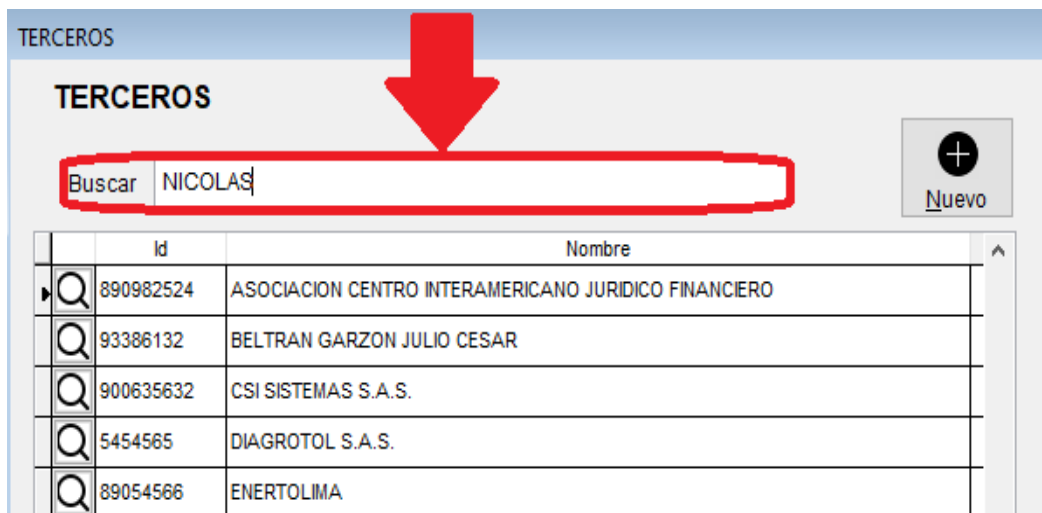 TERCEROS
TERCEROS
Buscar NICOLAS
Nuevo
Id Nombre
890982524 ASOCIACION CENTRO INTERAMERICANO JURIDICO FINANCIERO
93386132 BELTRAN GARZON JULIO CESAR
900635632 CSI SISTEMAS S.A.S.
5454565 DIAGROTOL S.A.S.
89054566 ENERTOLIMA